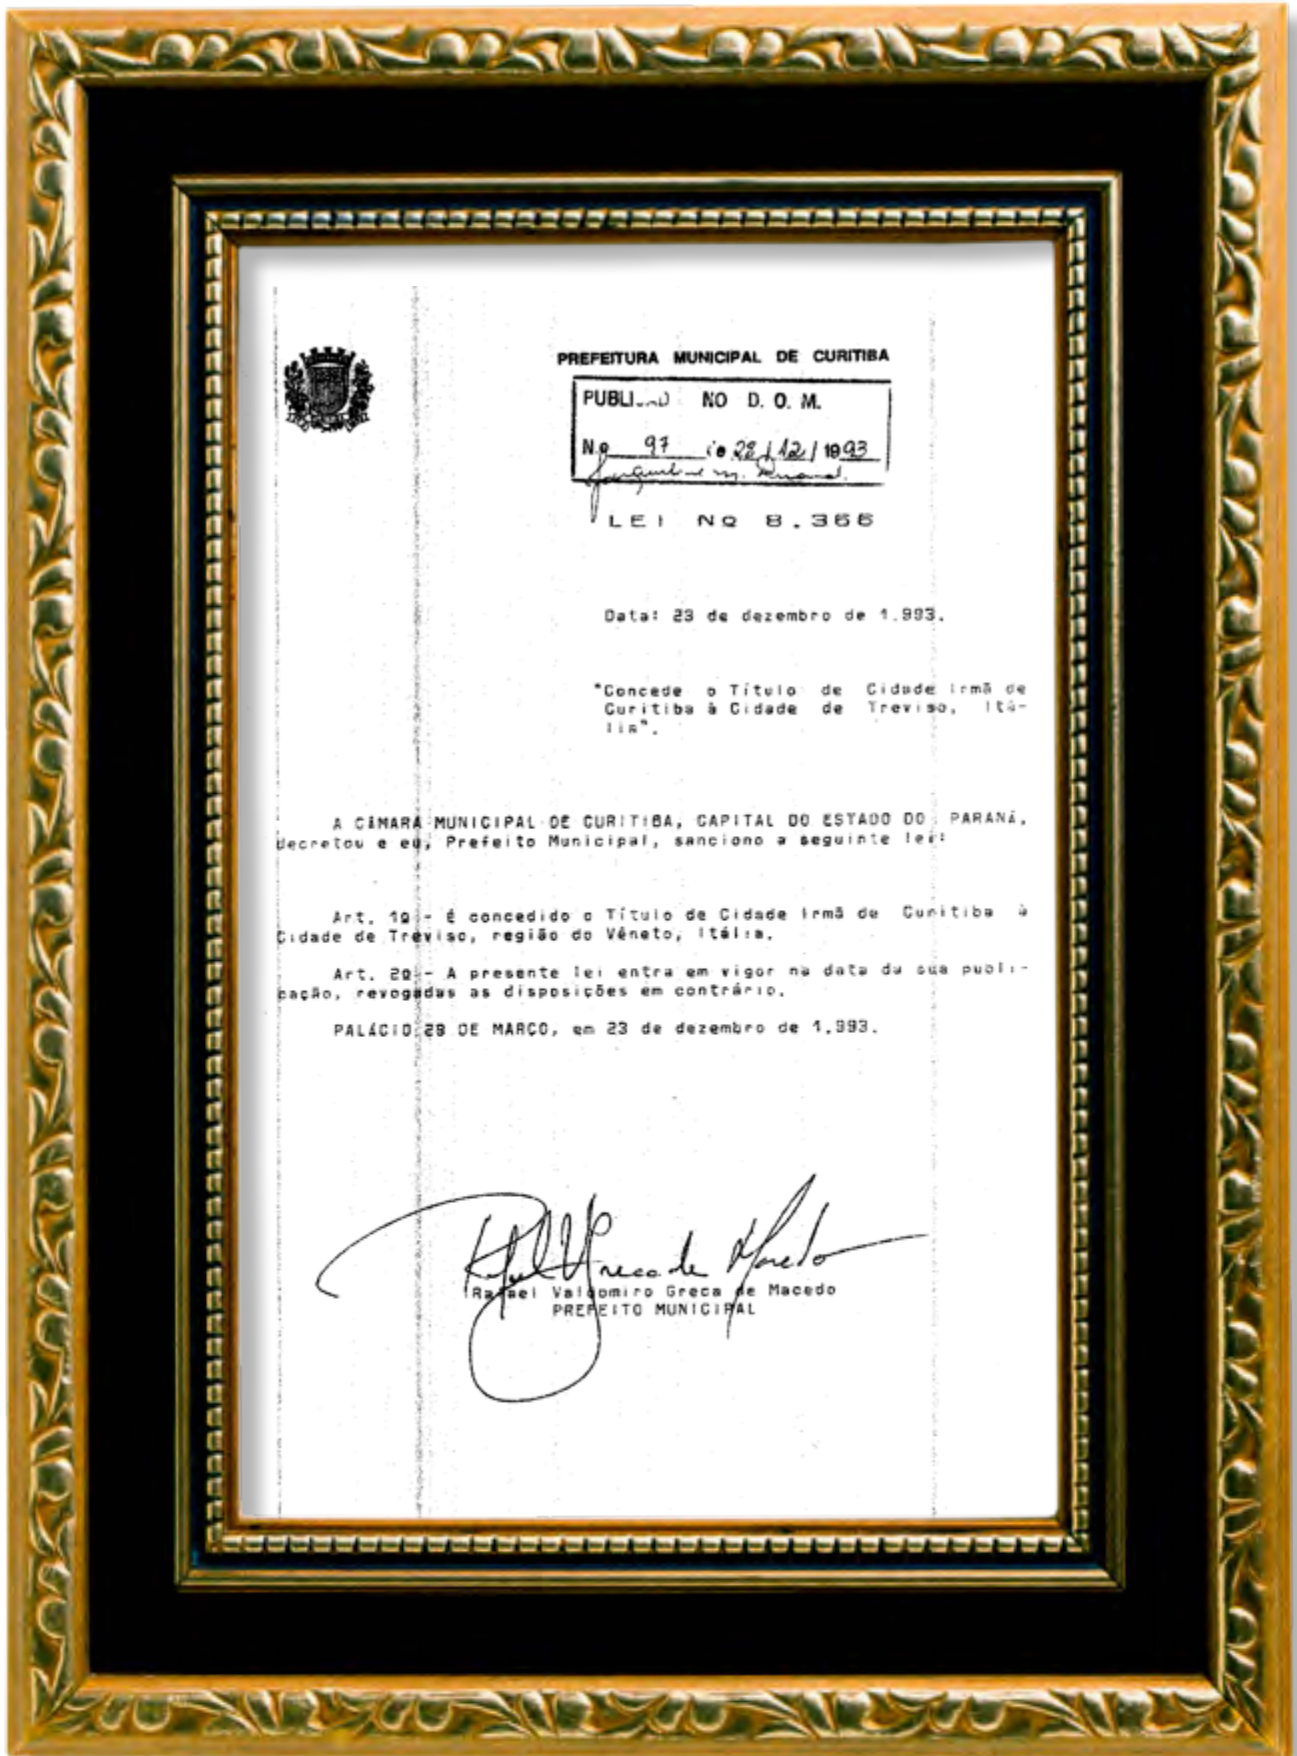 PREFEITURA MUNICIPAL DE CURITIBA
NO D. O. M.
Nº 97 de 28/12/1993
LEI Nº 8.366
Data: 23 de dezembro de 1.993.
"Concede o Título de Cidade Irmã de
Curitiba à Cidade de Treviso, Itá-
lia".
A CÂMARA MUNICIPAL DE CURITIBA, CAPITAL DO ESTADO DO PARANÁ,
decretou e eu, Prefeito Municipal, sanciono a seguinte lei:
Art. 1º - É concedido o Título de Cidade Irmã de Curitiba à
Cidade de Treviso, região do Vêneto, Itália.
Art. 2º - A presente lei entra em vigor na data da sua publi-
cação, revogadas as disposições em contrário.
PALÁCIO 29 DE MARÇO, em 23 de dezembro de 1.993.
Rafael Greca de Macedo
Rafael Valdomiro Greca de Macedo
PREFEITO MUNICIPAL